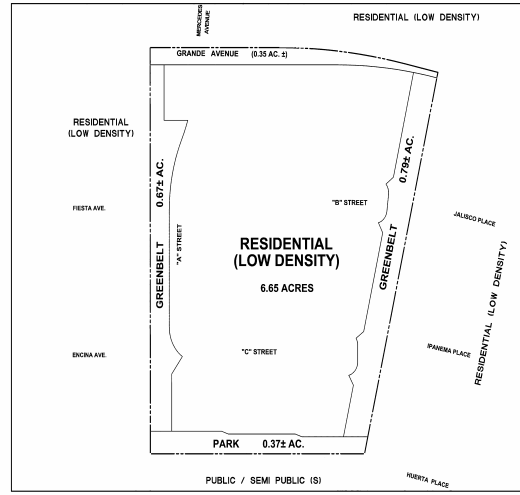 MERCEDES
AVENUE
RESIDENTIAL (LOW DENSITY)
GRANDE AVENUE (0.35 AC. ±)
RESIDENTIAL
(LOW DENSITY)
0.67± AC.
0.79± AC.
FIESTA AVE.
"A" STREET
"B" STREET
JALISCO PLACE
GREENBELT
RESIDENTIAL
(LOW DENSITY)
6.65 ACRES
GREENBELT
RESIDENTIAL (LOW DENSITY)
ENCINA AVE.
"C" STREET
IPANEMA PLACE
PARK 0.37± AC.
PUBLIC / SEMI PUBLIC (S)
HUERTA PLACE